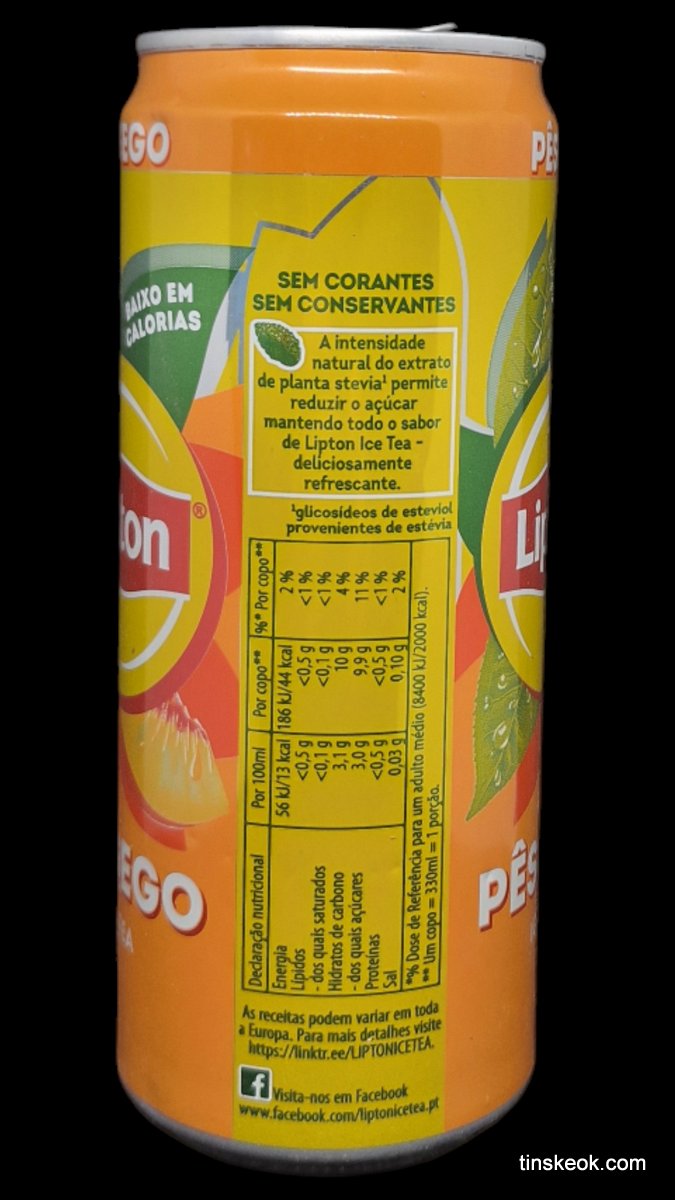 EGO
PÊS
BAIXO EM
CALORIAS
SEM CORANTES
SEM CONSERVANTES
A intensidade
natural do extrato
de planta stevia¹ permite
reduzir o açúcar
mantendo todo o sabor
de Lipton Ice Tea -
deliciosamente
refrescante.
¹glicosídeos de esteviol
provenientes de estévia
ton®
Lip
Declaração nutricional Por 100ml Por copo** %* Por copo**
Energia 56 kJ/13 kcal 186 kJ/44 kcal 2 %
Lípidos <0,5 g <0,5 g <1 %
- dos quais saturados <0,1 g <0,1 g <1 %
Hidratos de carbono 3,1 g 10 g 4 %
- dos quais açúcares 3,0 g 9,9 g 11 %
Proteínas <0,5 g <0,5 g <1 %
Sal 0,03 g 0,10 g 2 %
*% Dose de Referência para um adulto médio (8400 kJ/2000 kcal).
** Um copo = 330ml = 1 porção.
EGO
EA
PÊS
As receitas podem variar em toda
a Europa. Para mais detalhes visite
https://linktr.ee/LIPTONICETEA.
f Visita-nos em Facebook
www.facebook.com/liptonicetea.pt
tinskeok.com